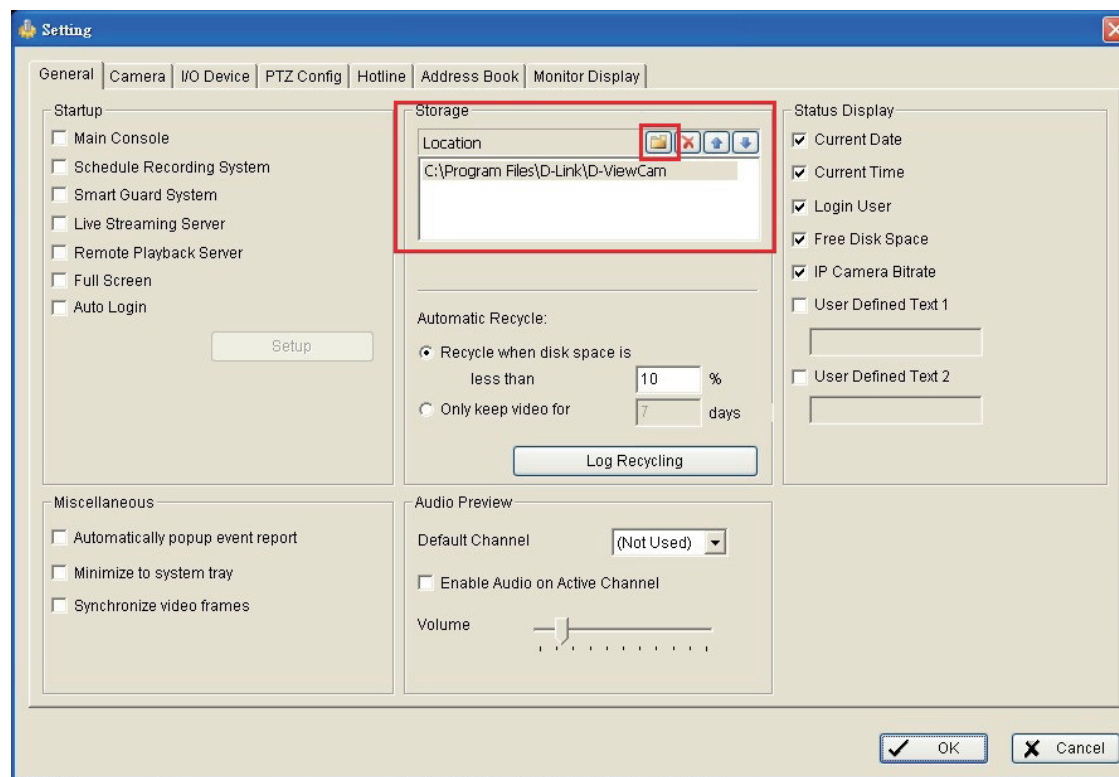 Setting
General Camera I/O Device PTZ Config Hotline Address Book Monitor Display
Startup
Main Console
Schedule Recording System
Smart Guard System
Live Streaming Server
Remote Playback Server
Full Screen
Auto Login
Setup
Storage
Location
C:\Program Files\D-Link\D-ViewCam
Automatic Recycle:
Recycle when disk space is
less than 10 %
Only keep video for 7 days
Log Recycling
Status Display
Current Date
Current Time
Login User
Free Disk Space
IP Camera Bitrate
User Defined Text 1
User Defined Text 2
Miscellaneous
Automatically popup event report
Minimize to system tray
Synchronize video frames
Audio Preview
Default Channel (Not Used)
Enable Audio on Active Channel
Volume
OK Cancel